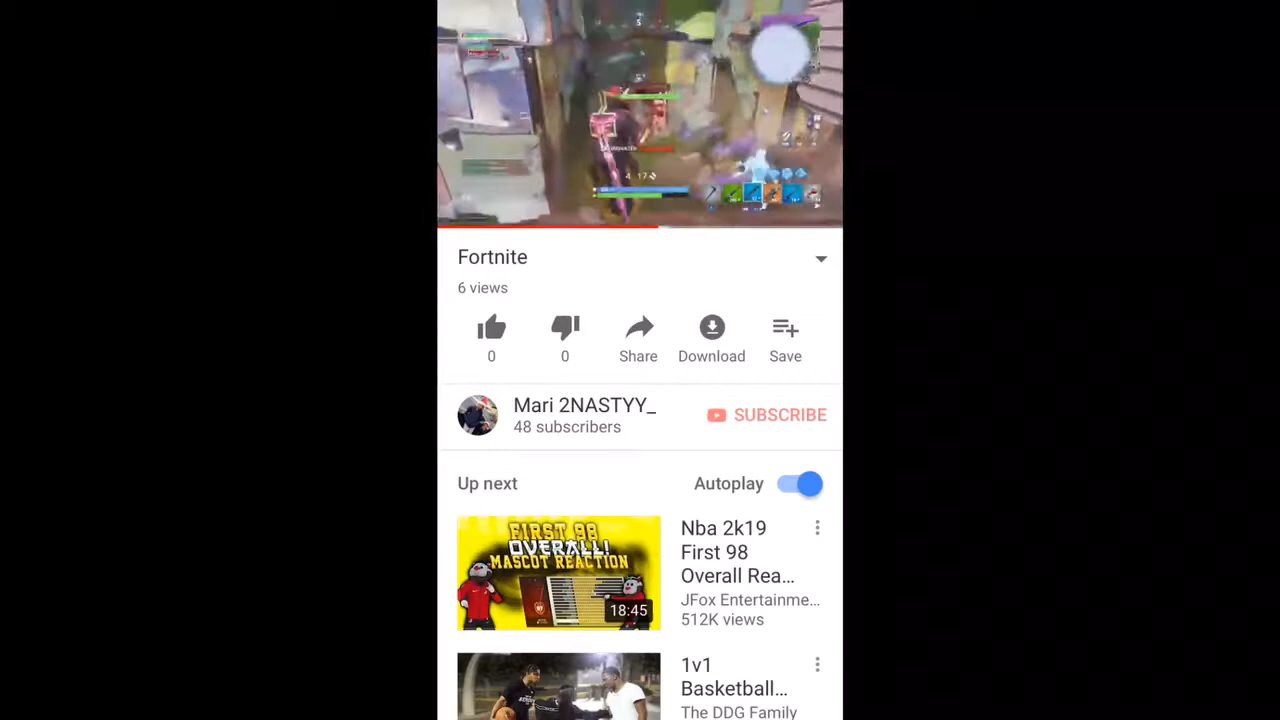 S
4 17
Fortnite
6 views
0
0
Share
Download
Save
Mari 2NASTYY_
48 subscribers
SUBSCRIBE
Up next
Autoplay
FIRST 98
OVERALL!
MASCOT REACTION
18:45
Nba 2k19
First 98
Overall Rea...
JFox Entertainme...
512K views
1v1
Basketball...
The DDG Family